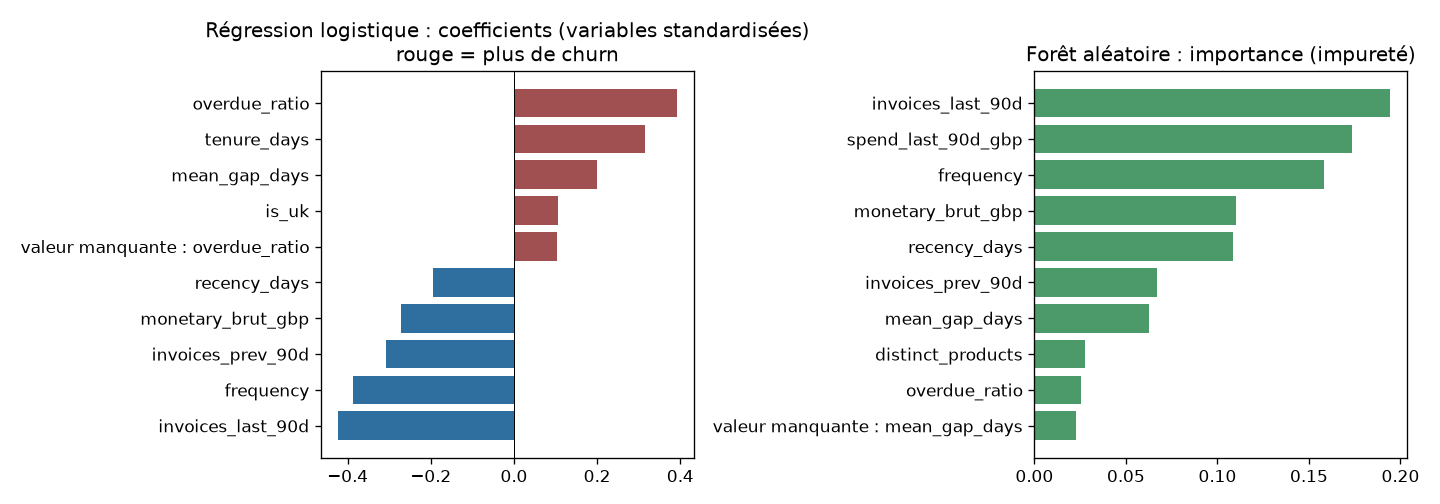 Régression logistique : coefficients (variables standardisées)
rouge = plus de churn
overdue_ratio
tenure_days
mean_gap_days
is_uk
valeur manquante : overdue_ratio
recency_days
monetary_brut_gbp
invoices_prev_90d
frequency
invoices_last_90d
−0.4
−0.2
0.0
0.2
0.4
Forêt aléatoire : importance (impureté)
invoices_last_90d
spend_last_90d_gbp
frequency
monetary_brut_gbp
recency_days
invoices_prev_90d
mean_gap_days
distinct_products
overdue_ratio
valeur manquante : mean_gap_days
0.00
0.05
0.10
0.15
0.20